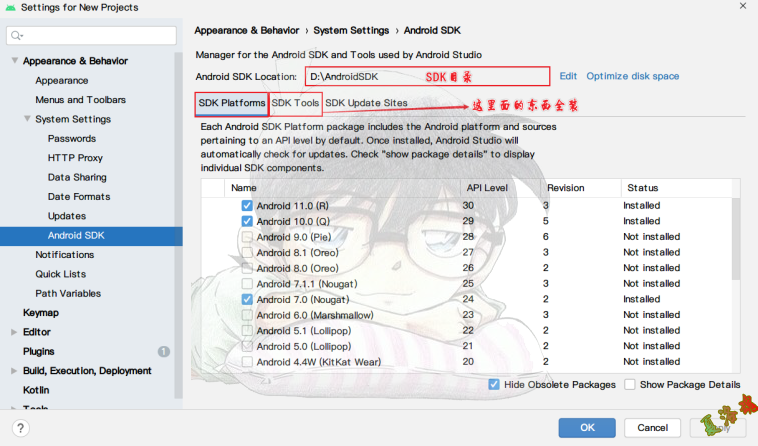 Settings for New Projects
Appearance & Behavior
Appearance
Menus and Toolbars
System Settings
Passwords
HTTP Proxy
Data Sharing
Date Formats
Updates
Android SDK
Notifications
Quick Lists
Path Variables
Keymap
Editor
Plugins 1
Build, Execution, Deployment
Kotlin
Tools
Appearance & Behavior › System Settings › Android SDK
Manager for the Android SDK and Tools used by Android Studio
Android SDK Location: D:\AndroidSDK SDK目录 Edit Optimize disk space
SDK Platforms SDK Tools SDK Update Sites 这里面的东西全装
Each Android SDK Platform package includes the Android platform and sources
pertaining to an API level by default. Once installed, Android Studio will
automatically check for updates. Check "show package details" to display
individual SDK components.
Name API Level Revision Status
Android 11.0 (R) 30 3 Installed
Android 10.0 (Q) 29 5 Installed
Android 9.0 (Pie) 28 6 Not installed
Android 8.1 (Oreo) 27 3 Not installed
Android 8.0 (Oreo) 26 2 Not installed
Android 7.1.1 (Nougat) 25 3 Not installed
Android 7.0 (Nougat) 24 2 Installed
Android 6.0 (Marshmallow) 23 3 Not installed
Android 5.1 (Lollipop) 22 2 Not installed
Android 5.0 (Lollipop) 21 2 Not installed
Android 4.4W (KitKat Wear) 20 2 Not installed
Hide Obsolete Packages Show Package Details
? OK Cancel